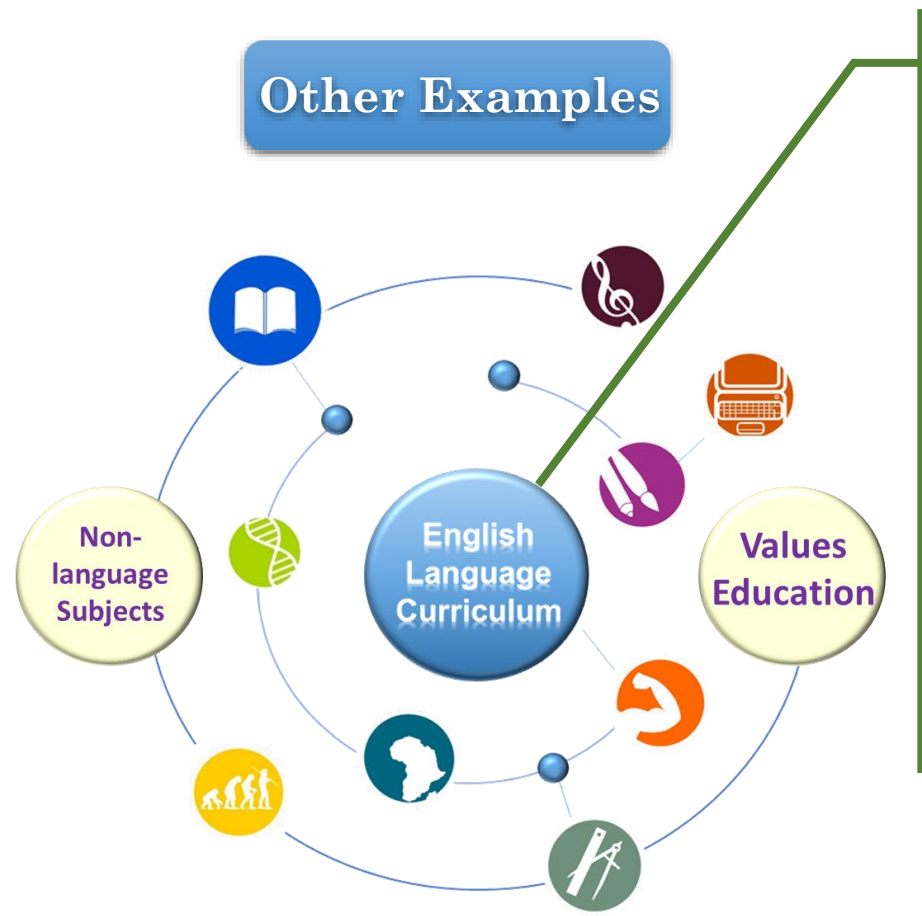 Other Examples
Non-
language
Subjects
English
Language
Curriculum
Values
Education